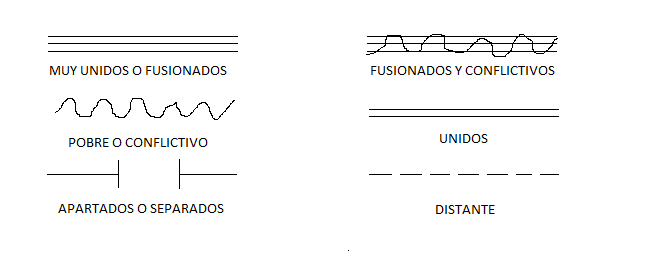 MUY UNIDOS O FUSIONADOS
FUSIONADOS Y CONFLICTIVOS
POBRE O CONFLICTIVO
UNIDOS
APARTADOS O SEPARADOS
DISTANTE